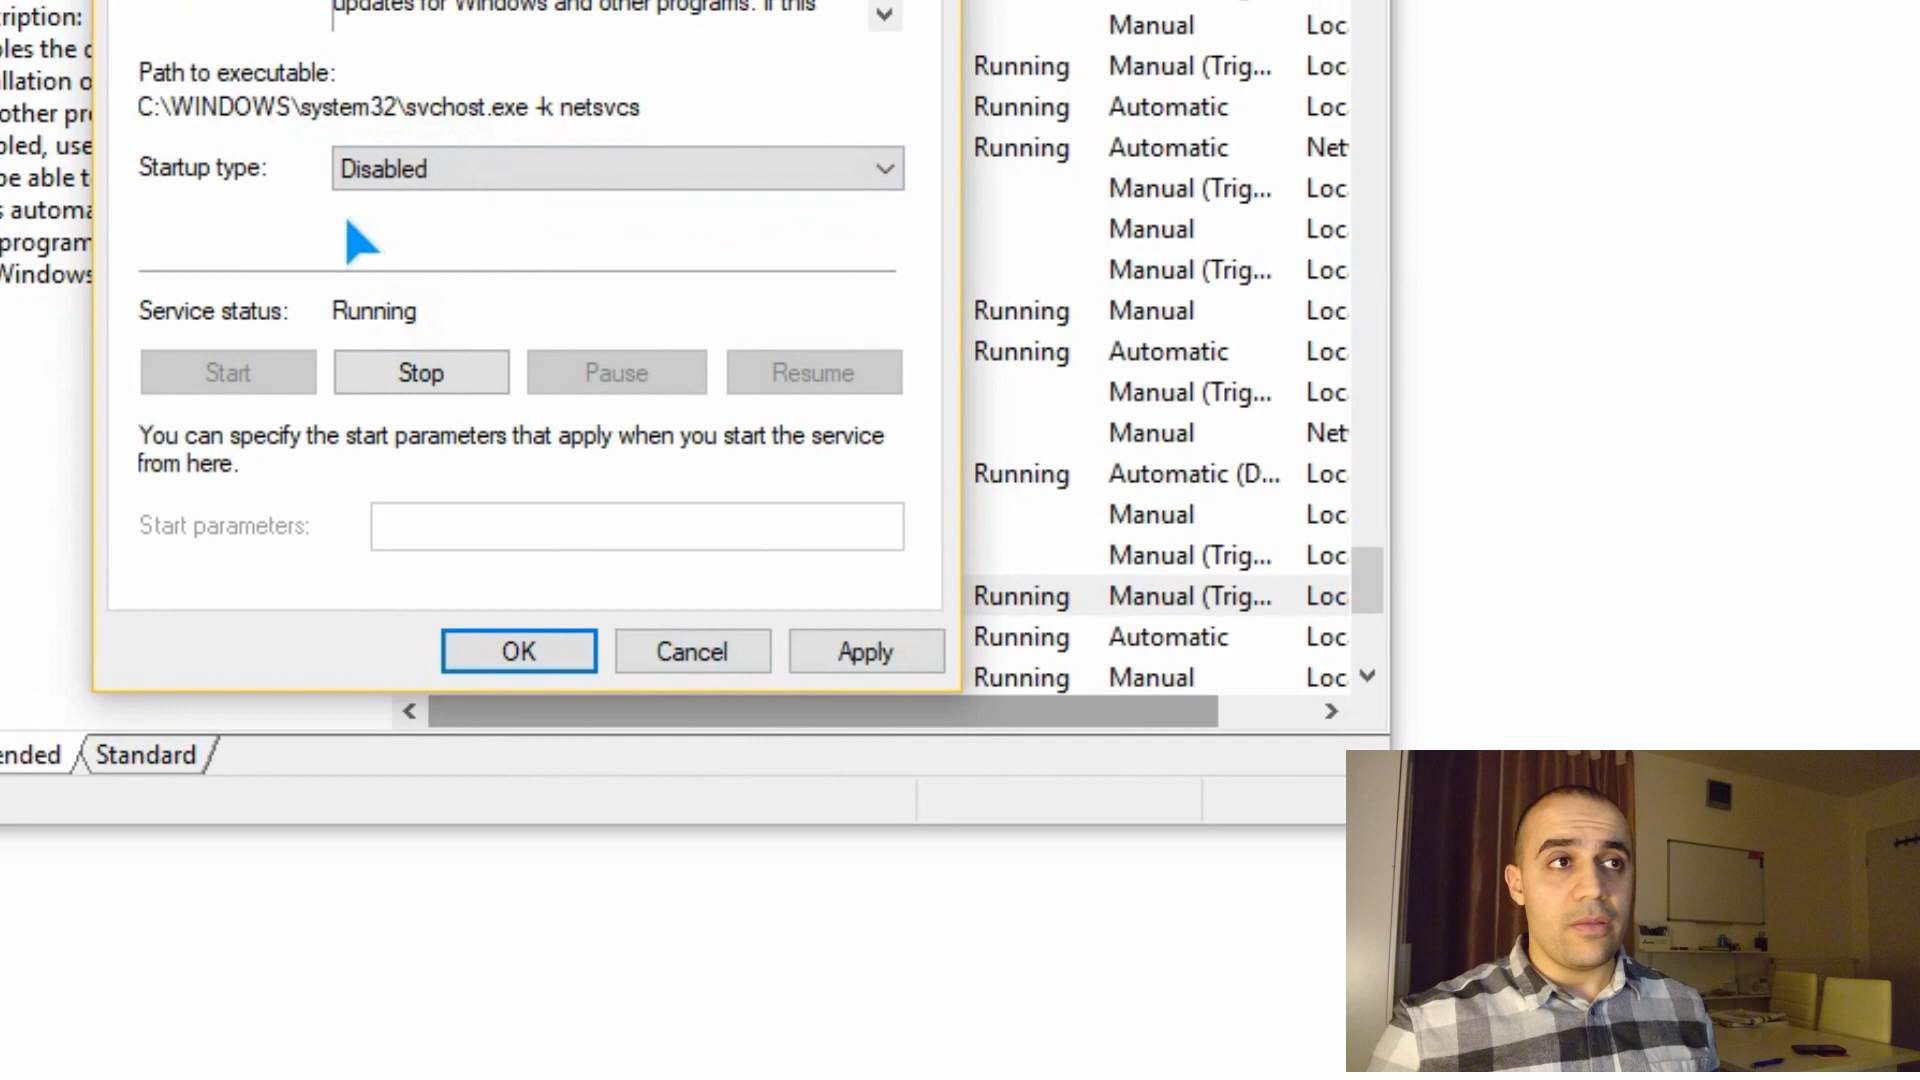 ription:
updates for Windows and other programs. If this
les the
llation o
other pr
bled, use
be able t
s automa
program
Windows
Path to executable:
C:\WINDOWS\system32\svchost.exe -k netsvcs
Startup type: Disabled
Service status: Running
Start Stop Pause Resume
You can specify the start parameters that apply when you start the service
from here.
Start parameters:
OK Cancel Apply
Manual Loc
Running Manual (Trig... Loc
Running Automatic Loc
Running Automatic Net
Manual (Trig... Loc
Manual Loc
Manual (Trig... Loc
Running Manual Loc
Running Automatic Loc
Manual (Trig... Loc
Manual Net
Running Automatic (D... Loc
Manual Loc
Manual (Trig... Loc
Running Manual (Trig... Loc
Running Automatic Loc
Running Manual Loc
ended Standard